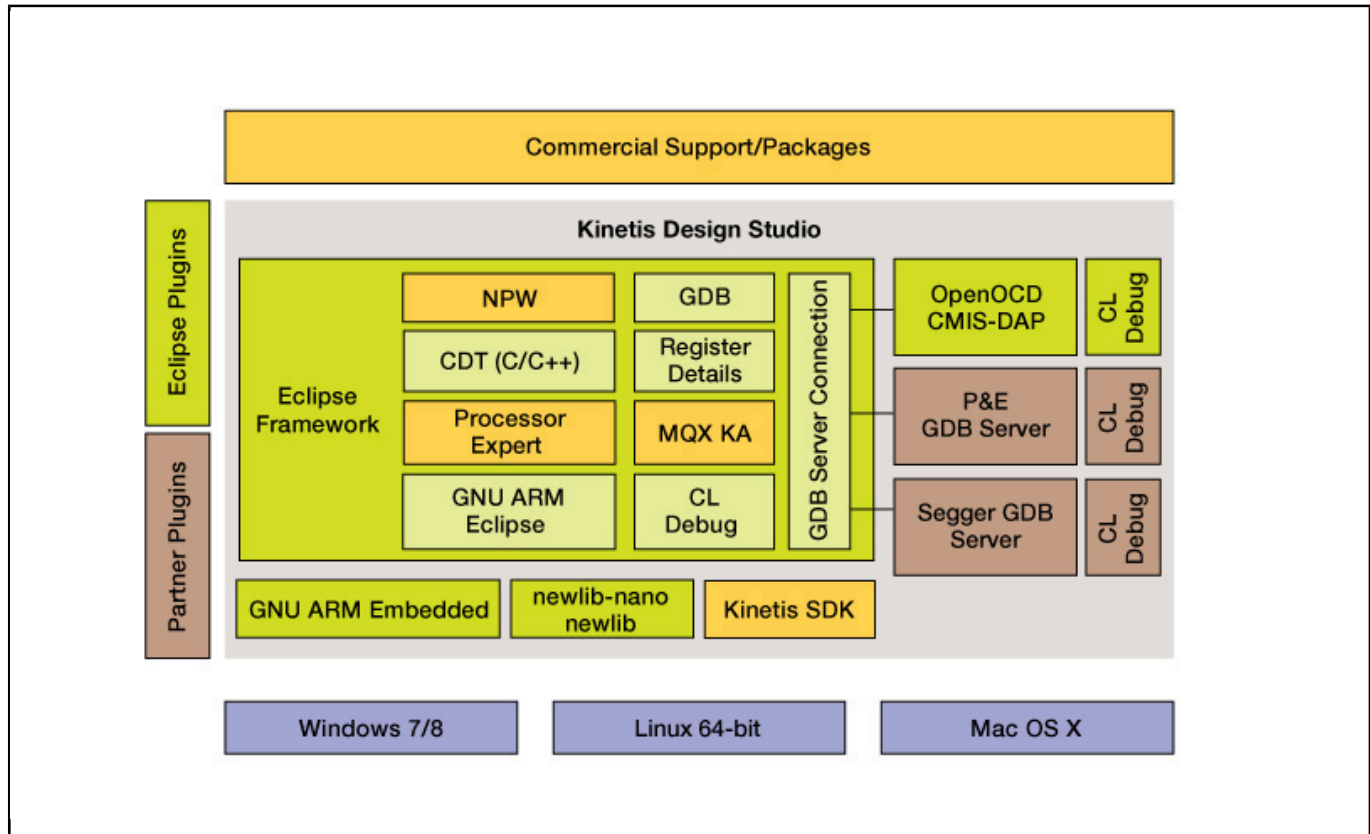 Commercial Support/Packages
Eclipse Plugins
Partner Plugins
Kinetis Design Studio
Eclipse
Framework
NPW
CDT (C/C++)
Processor
Expert
GNU ARM
Eclipse
GDB
Register
Details
MQX KA
CL
Debug
GDB Server Connection
OpenOCD
CMIS-DAP
CL
Debug
P&E
GDB Server
CL
Debug
Segger GDB
Server
CL
Debug
GNU ARM Embedded
newlib-nano
newlib
Kinetis SDK
Windows 7/8
Linux 64-bit
Mac OS X